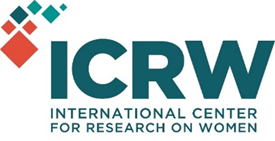 ICRW
INTERNATIONAL CENTER
FOR RESEARCH ON WOMEN